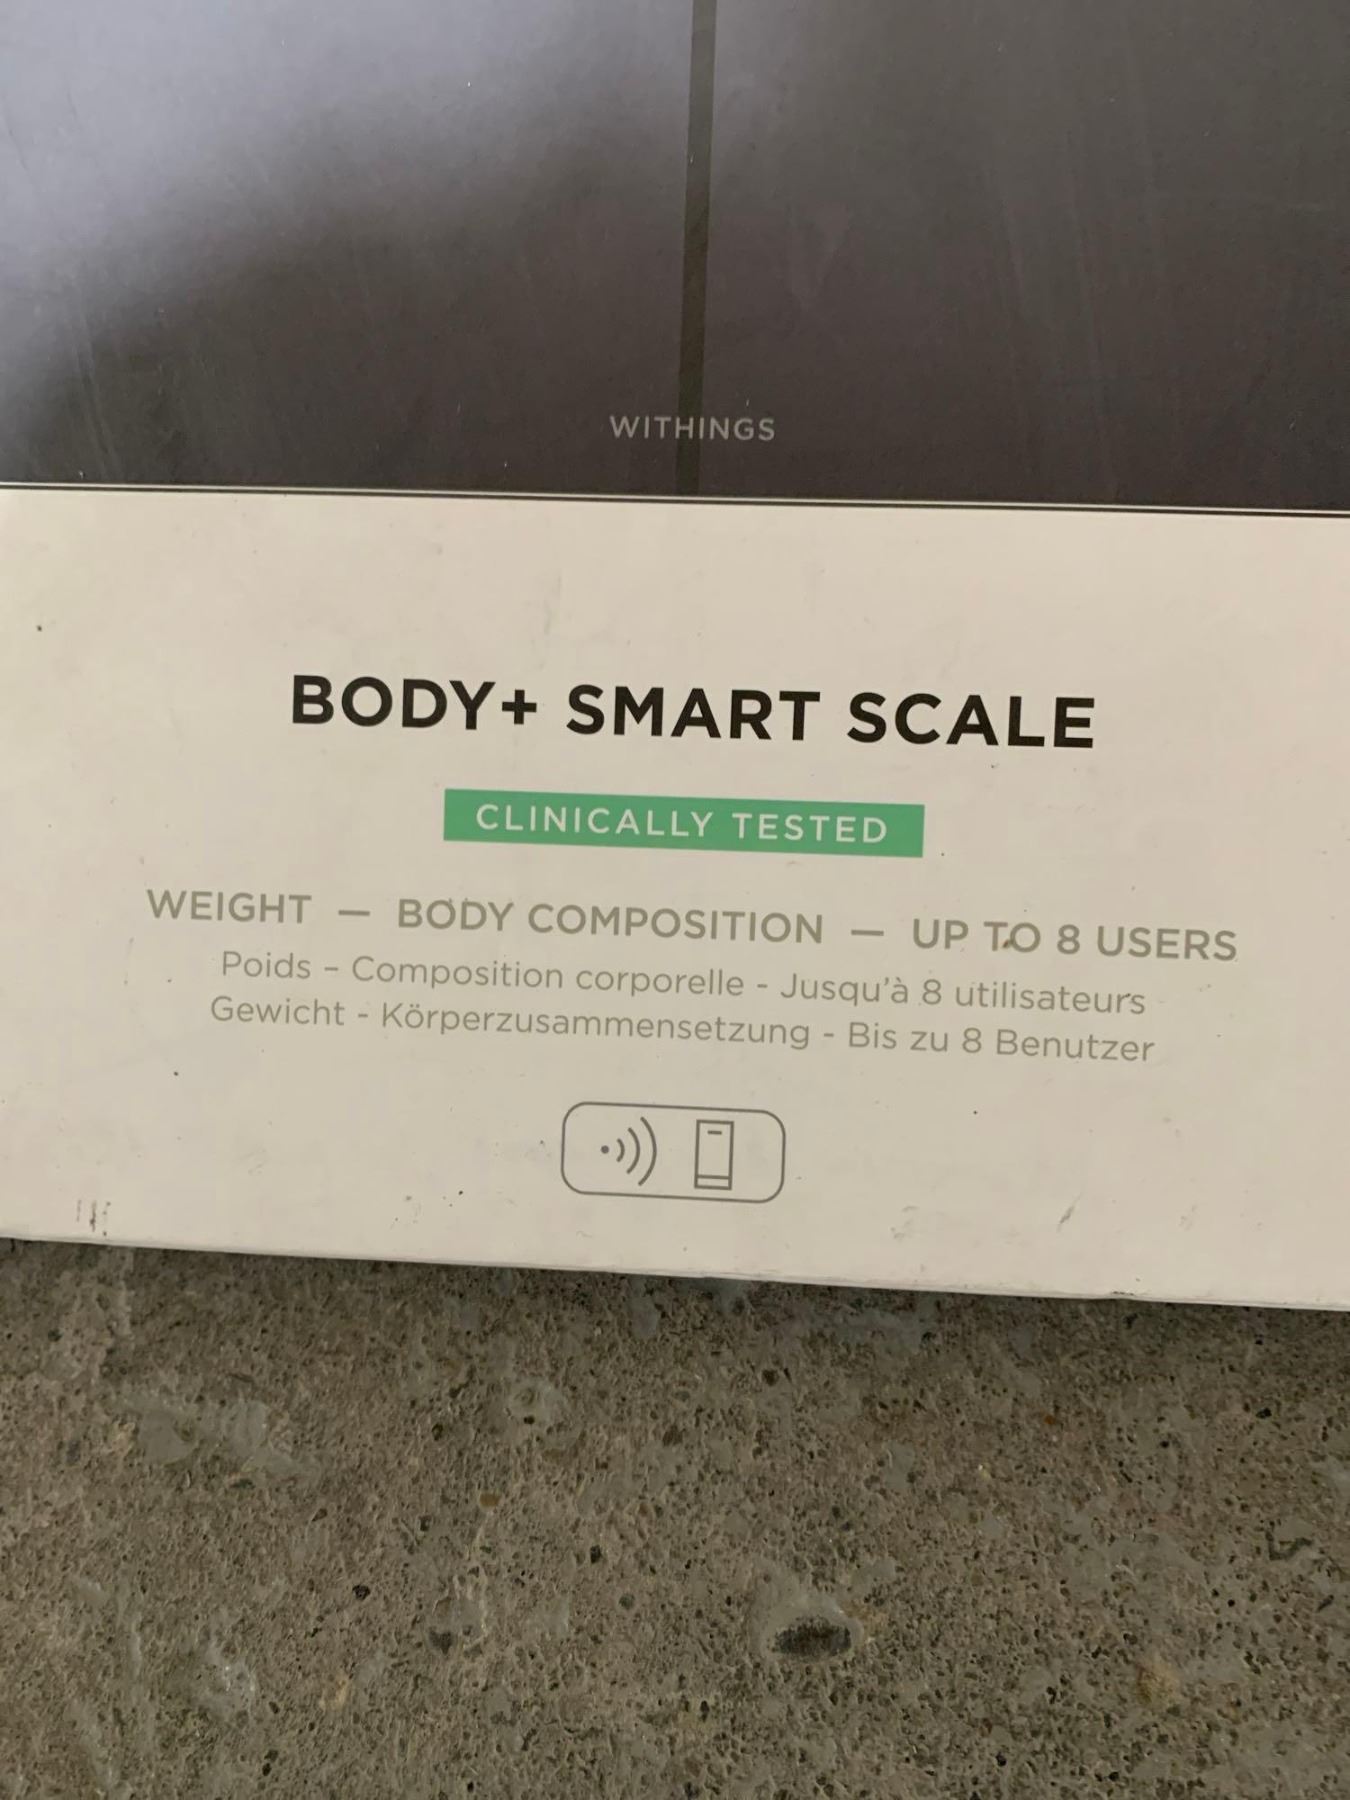 WITHINGS
BODY+ SMART SCALE
CLINICALLY TESTED
WEIGHT — BODY COMPOSITION — UP TO 8 USERS
Poids – Composition corporelle - Jusqu'à 8 utilisateurs
Gewicht - Körperzusammensetzung - Bis zu 8 Benutzer